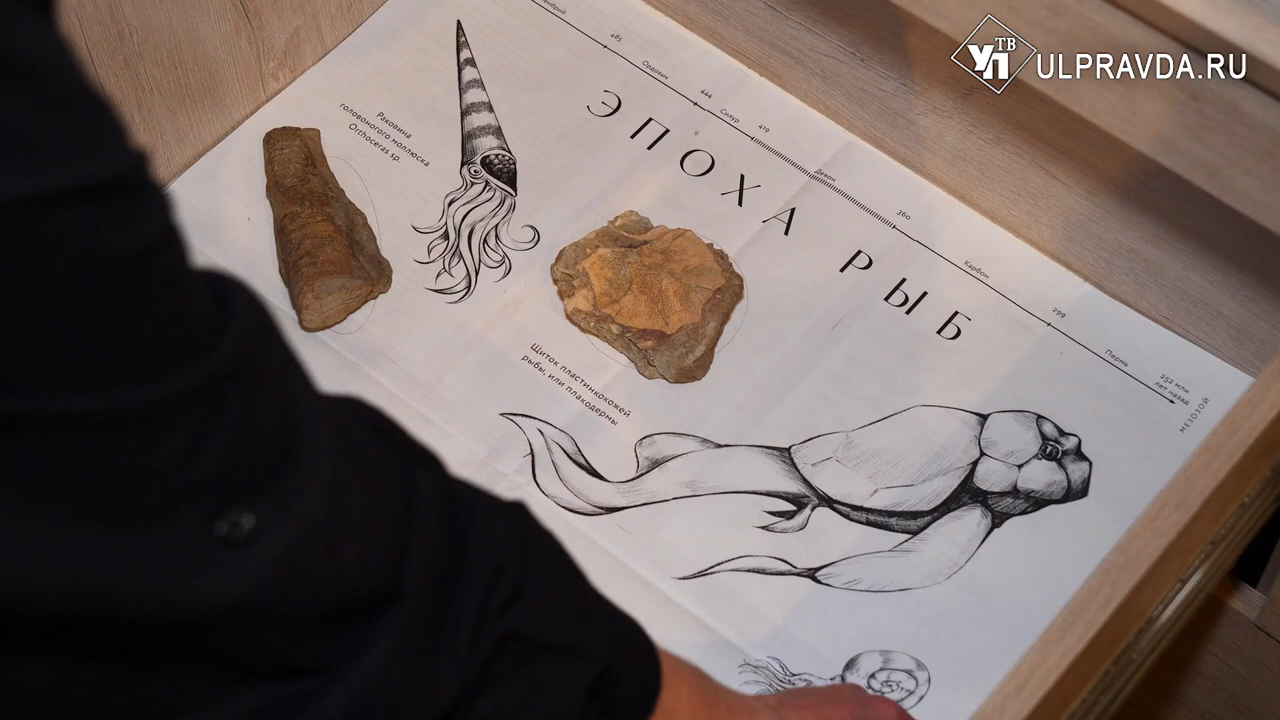 УП ТВ
ULPRAVDA.RU
485
Ордовик
444
Силур
419
Девон
360
Карбон
299
Пермь
252 млн
лет назад
МЕЗОЗОЙ
ЭПОХА РЫБ
Раковина
головоногого моллюска
Orthoceras sp.
Щиток пластинкокожей
рыбы, или плакодермы